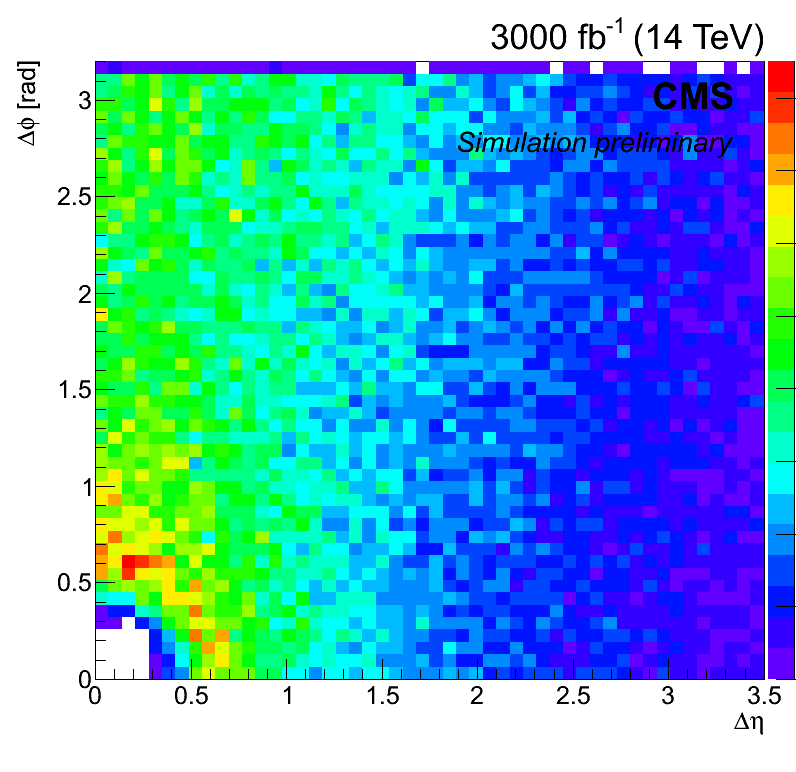 3000 fb-1 (14 TeV)
Δϕ [rad]
CMS
Simulation preliminary
3
2.5
2
1.5
1
0.5
0
0 0.5 1 1.5 2 2.5 3 3.5
Δη